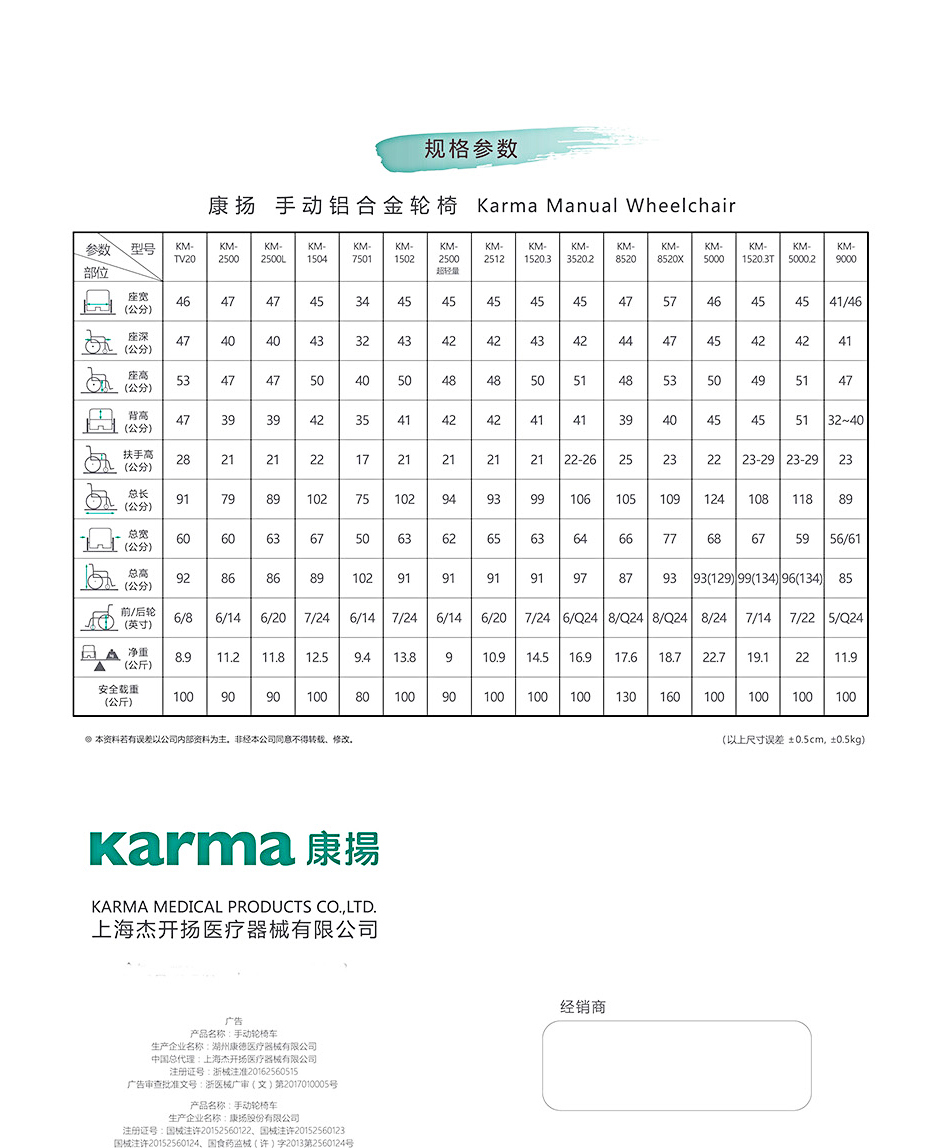 规格参数
康扬 手动铝合金轮椅 Karma Manual Wheelchair
参数 型号 部位 KM-TV20 KM-2500 KM-2500L KM-1504 KM-7501 KM-1502 KM-2500超轻量 KM-2512 KM-1520.3 KM-3520.2 KM-8520 KM-8520X KM-5000 KM-1520.3T KM-5000.2 KM-9000
座宽(公分) 46 47 47 45 34 45 45 45 45 45 47 57 46 45 45 41/46
座深(公分) 47 40 40 43 32 43 42 42 43 42 44 47 45 42 42 41
座高(公分) 53 47 47 50 40 50 48 48 50 51 48 53 50 49 51 47
背高(公分) 47 39 39 42 35 41 42 42 41 41 39 40 45 45 51 32~40
扶手高(公分) 28 21 21 22 17 21 21 21 21 22-26 25 23 22 23-29 23-29 23
总长(公分) 91 79 89 102 75 102 94 93 99 106 105 109 124 108 118 89
总宽(公分) 60 60 63 67 50 63 62 65 63 64 66 77 68 67 59 56/61
总高(公分) 92 86 86 89 102 91 91 91 91 97 87 93 93(129) 99(134) 96(134) 85
前/后轮(英寸) 6/8 6/14 6/20 7/24 6/14 7/24 6/14 6/20 7/24 6/Q24 8/Q24 8/Q24 8/24 7/14 7/22 5/Q24
净重(公斤) 8.9 11.2 11.8 12.5 9.4 13.8 9 10.9 14.5 16.9 17.6 18.7 22.7 19.1 22 11.9
安全载重(公斤) 100 90 90 100 80 100 90 100 100 100 130 160 100 100 100 100
※ 本资料若有误差以公司内部资料为主。非经本公司同意不得转载、修改。
(以上尺寸误差 ±0.5cm, ±0.5kg)
Karma 康揚
KARMA MEDICAL PRODUCTS CO.,LTD.
上海杰开扬医疗器械有限公司
经销商
广告
产品名称：手动轮椅车
生产企业名称：湖州康德医疗器械有限公司
中国总代理：上海杰开扬医疗器械有限公司
注册证号：浙械注准20162560515
广告审查批准文号：浙医械广审（文）第2017010005号
产品名称：手动轮椅车
生产企业名称：康扬股份有限公司
注册证号：国械注许20152560122、国械注许20152560123
国械注许20152560124、国食药监械（许）字2013第2560124号